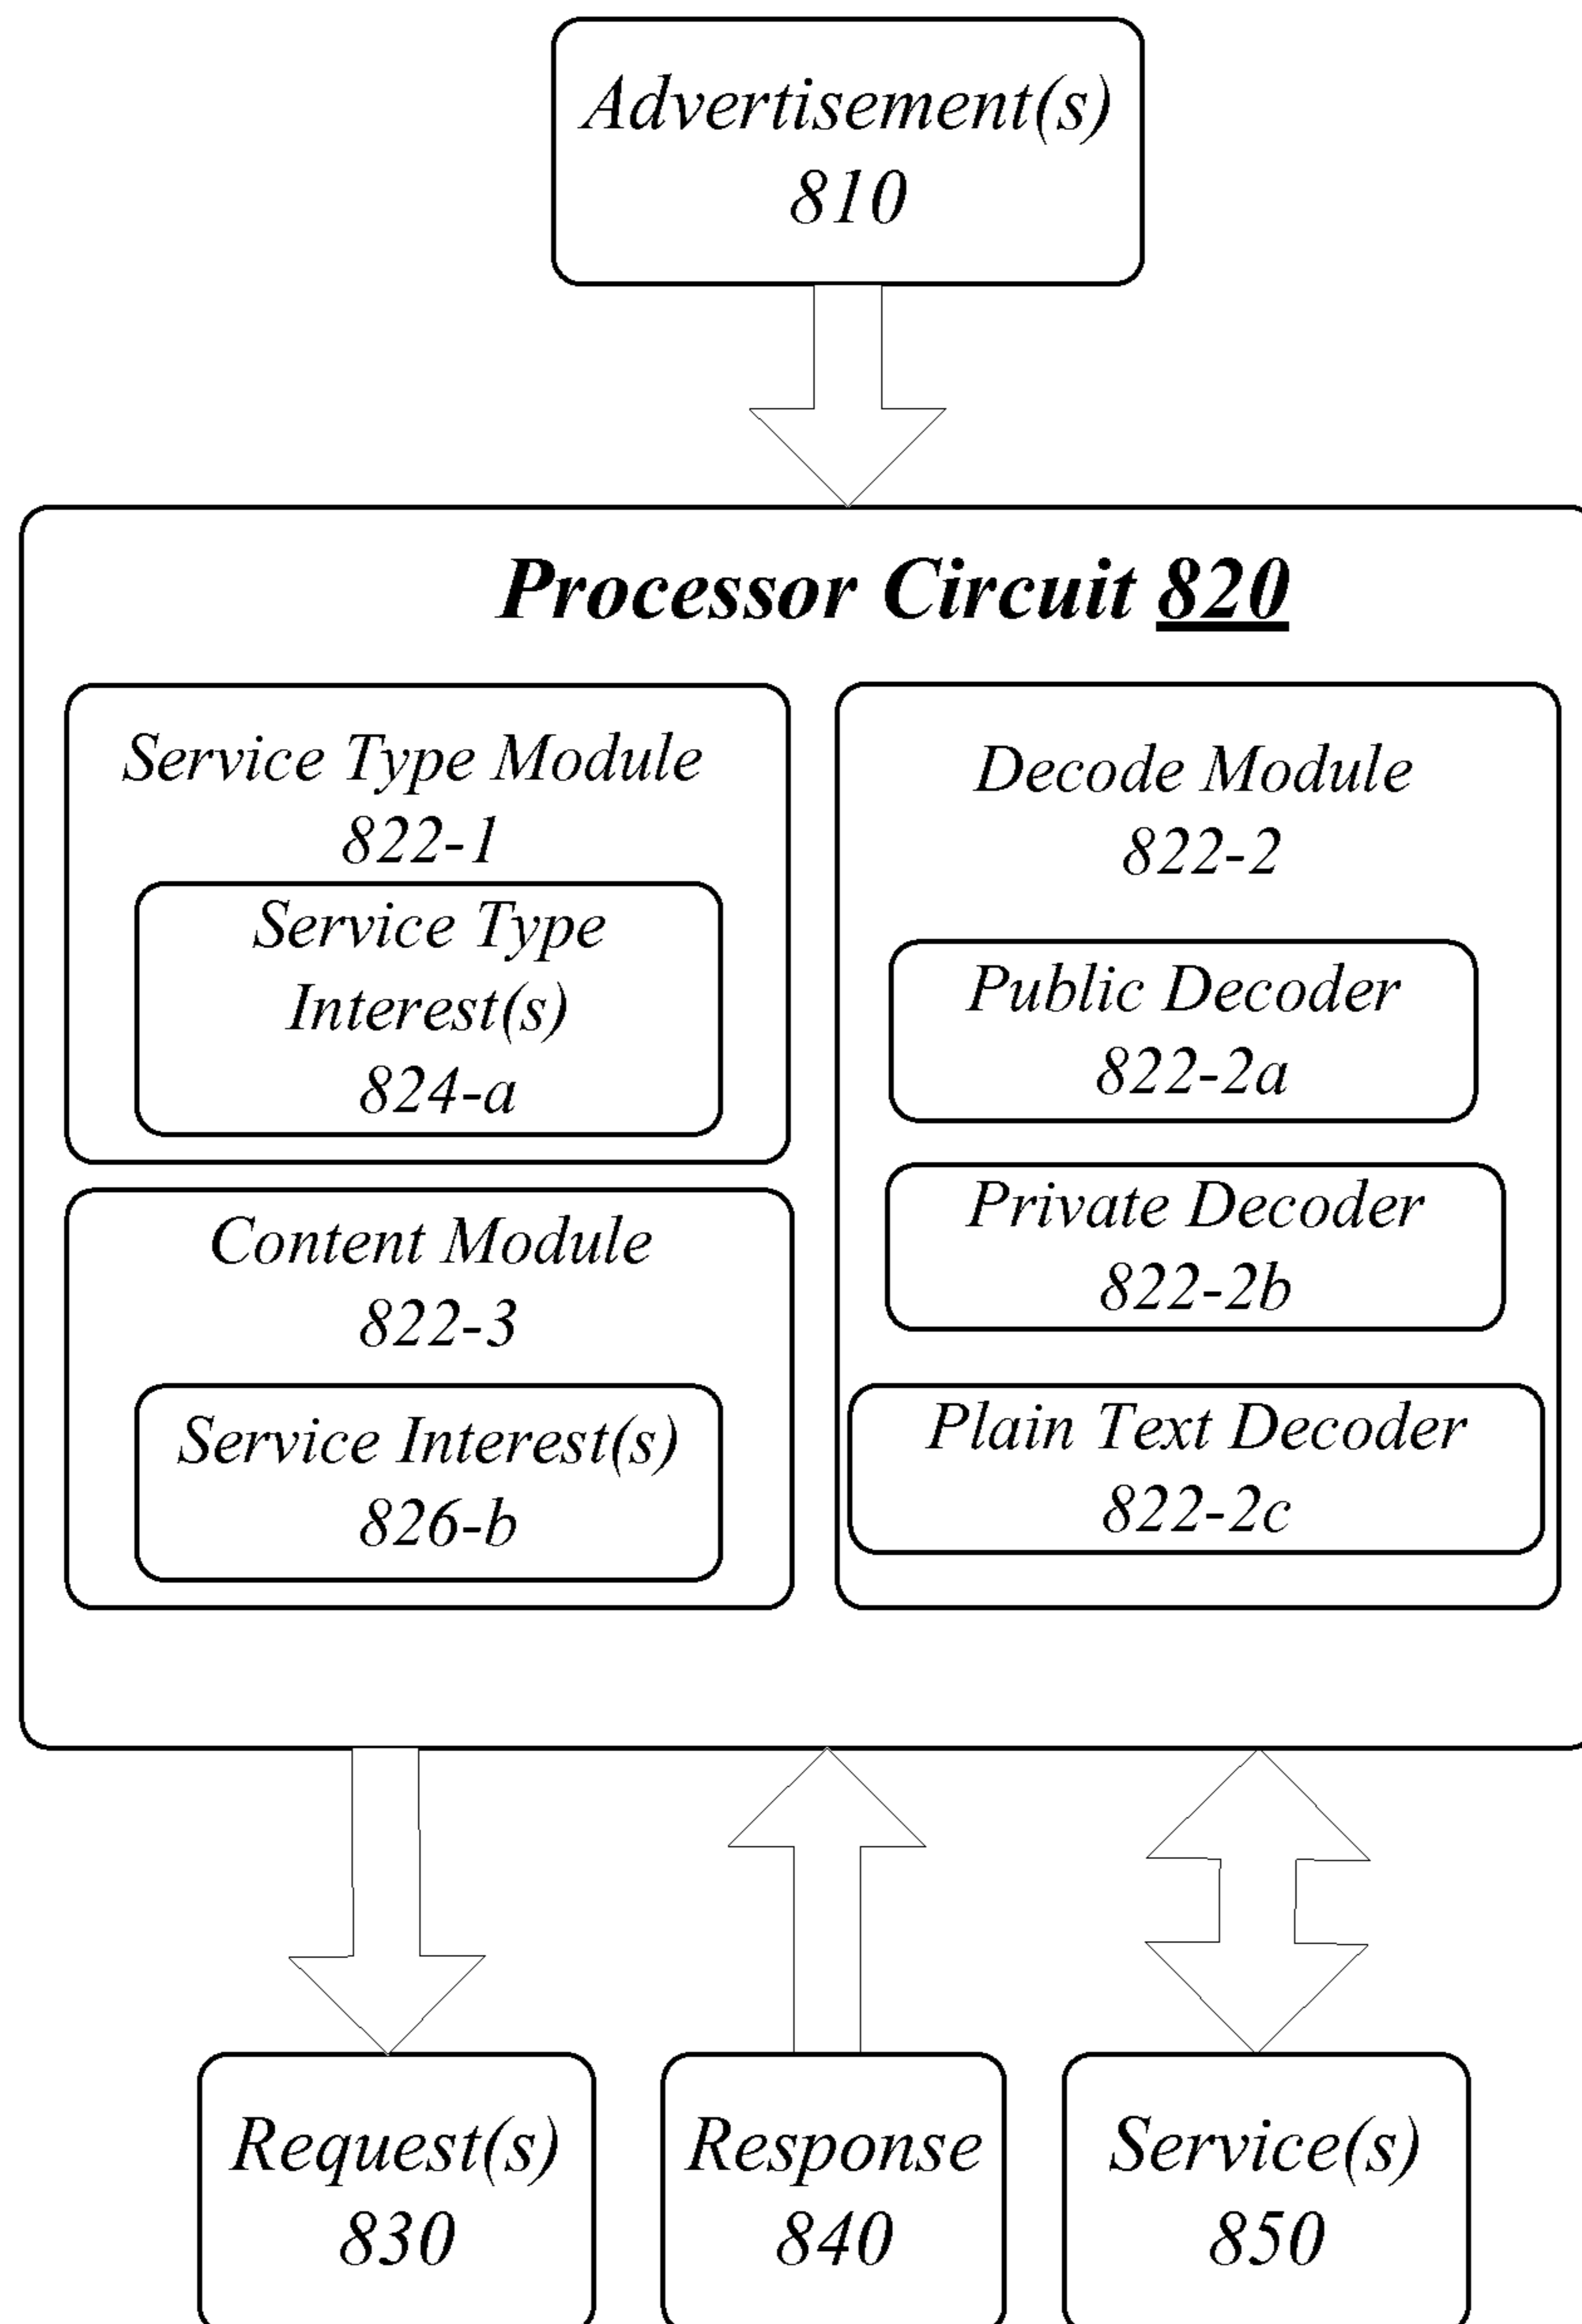 Advertisement(s)
810
Processor Circuit 820
Service Type Module
822-1
Service Type
Interest(s)
824-a
Content Module
822-3
Service Interest(s)
826-b
Decode Module
822-2
Public Decoder
822-2a
Private Decoder
822-2b
Plain Text Decoder
822-2c
Request(s)
830
Response
840
Service(s)
850